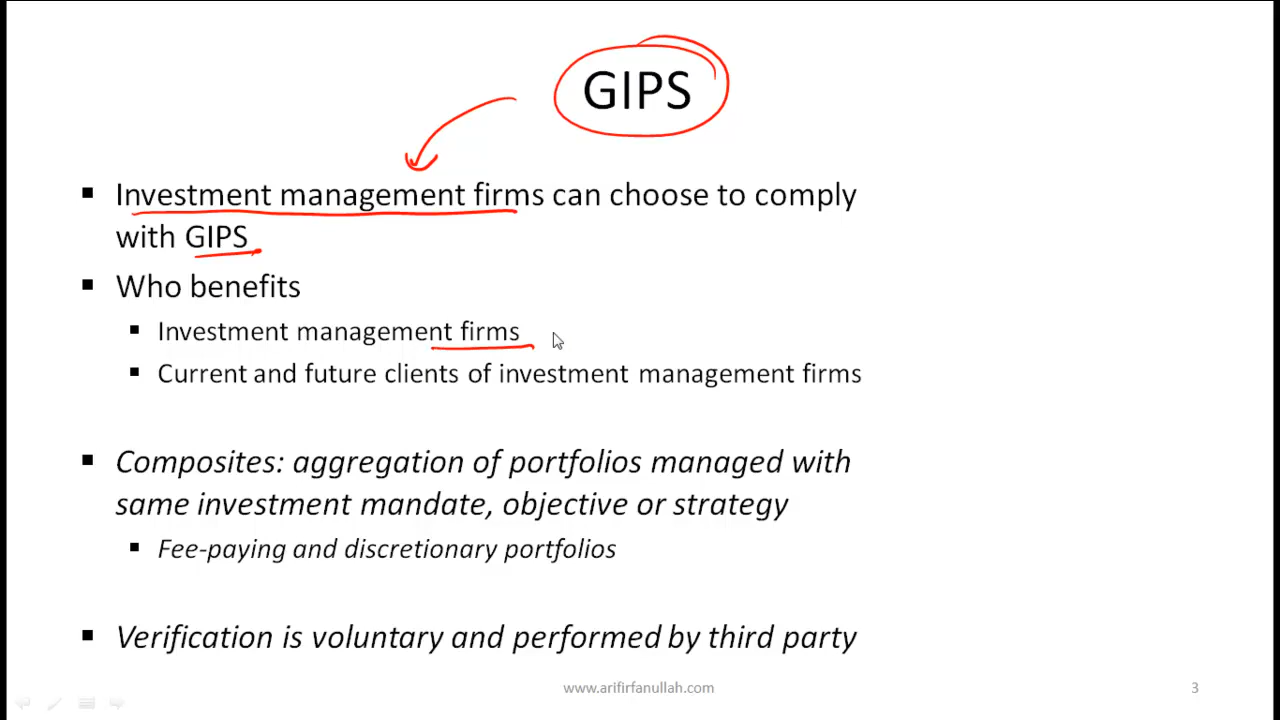 GIPS
Investment management firms can choose to comply
with GIPS
Who benefits
Investment management firms
Current and future clients of investment management firms
Composites: aggregation of portfolios managed with
same investment mandate, objective or strategy
Fee-paying and discretionary portfolios
Verification is voluntary and performed by third party
www.arifirfanullah.com
3